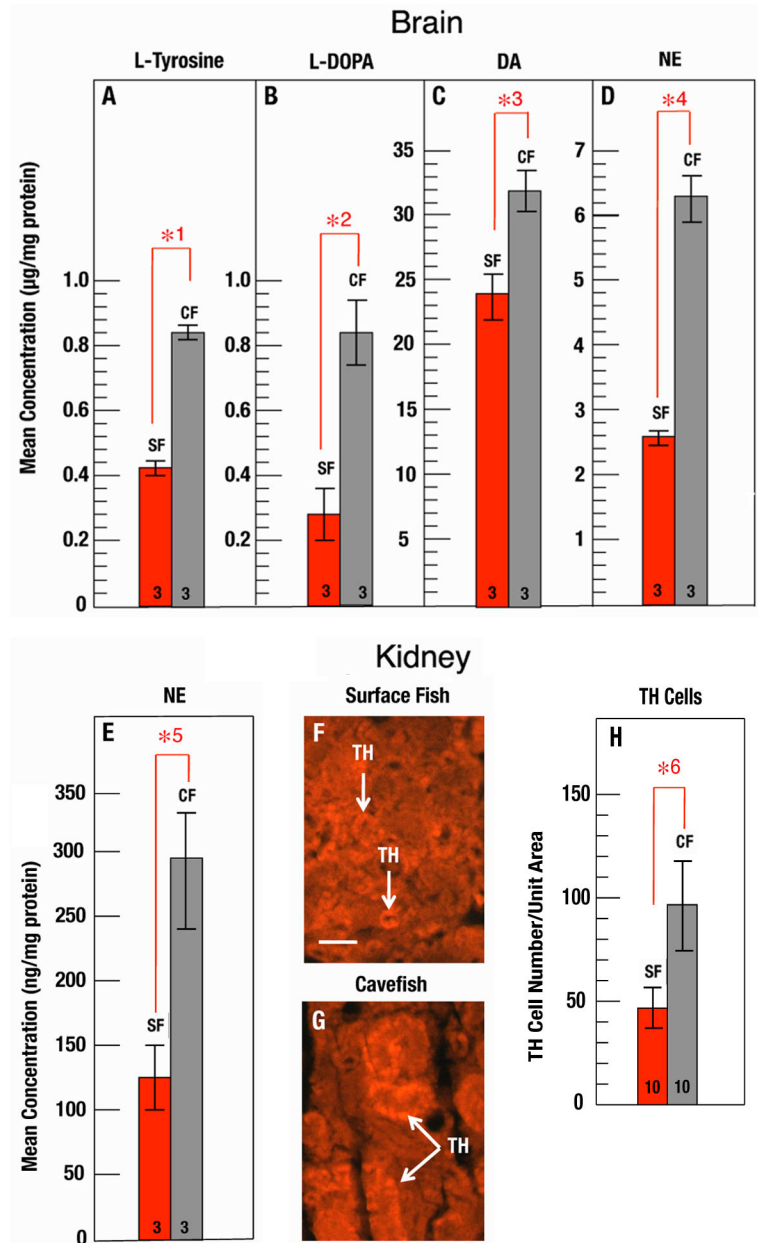 Brain
L-Tyrosine L-DOPA DA NE
A B C D
*1 *2 *3 *4
Mean Concentration (µg/mg protein)
1.0
0.8
0.6
0.4
0.2
0
SF CF
3 3
1.0
0.8
0.6
0.4
0.2
SF CF
3 3
35
30
25
20
15
10
5
SF CF
3 3
7
6
5
4
3
2
1
SF CF
3 3
Kidney
NE
E
*5
Mean Concentration (ng/mg protein)
350
300
250
200
150
100
50
0
SF CF
3 3
Surface Fish
F
TH
TH
Cavefish
G
TH
TH Cells
H
*6
TH Cell Number/Unit Area
150
100
50
0
SF CF
10 10